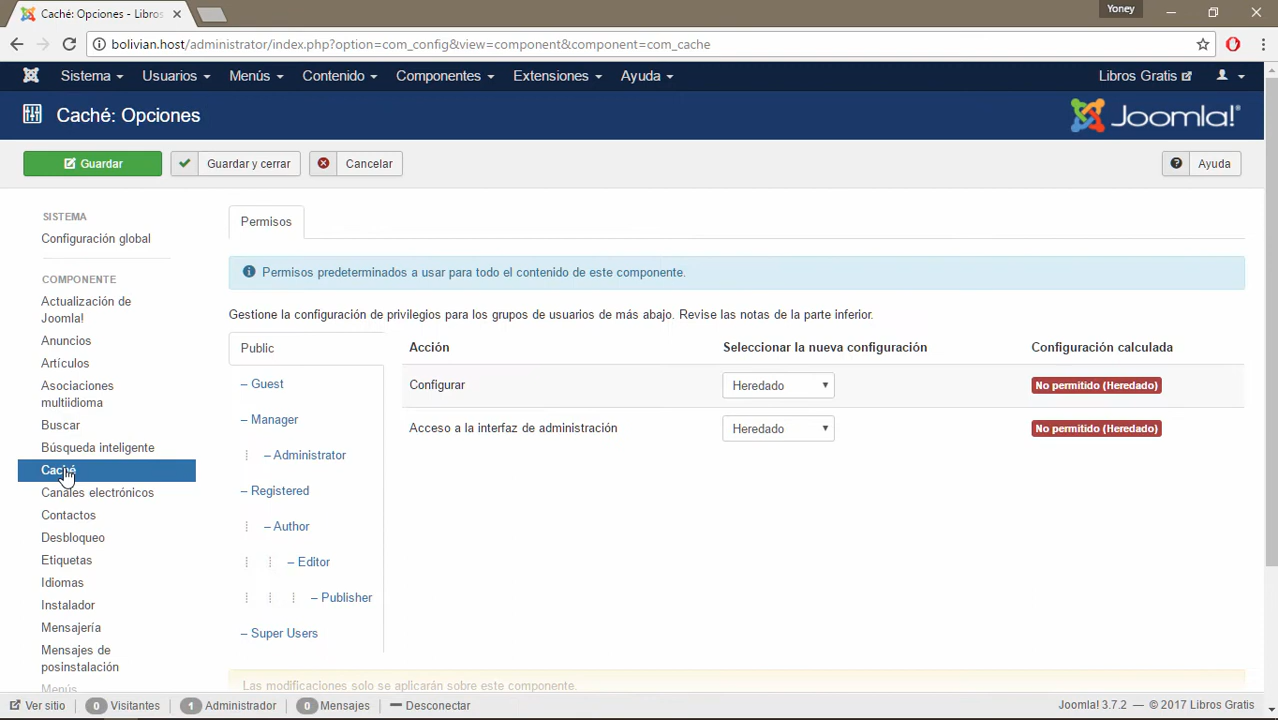 Caché: Opciones - Libros
Yoney
bolivian.host/administrator/index.php?option=com_config&view=component&component=com_cache
Sistema Usuarios Menús Contenido Componentes Extensiones Ayuda Libros Gratis
Caché: Opciones Joomla!
Guardar Guardar y cerrar Cancelar Ayuda
SISTEMA
Configuración global
COMPONENTE
Actualización de
Joomla!
Anuncios
Artículos
Asociaciones
multiidioma
Buscar
Búsqueda inteligente
Caché
Canales electrónicos
Contactos
Desbloqueo
Etiquetas
Idiomas
Instalador
Mensajería
Mensajes de
posinstalación
Menús
Permisos
Permisos predeterminados a usar para todo el contenido de este componente.
Gestione la configuración de privilegios para los grupos de usuarios de más abajo. Revise las notas de la parte inferior.
Public
– Guest
– Manager
– Administrator
– Registered
– Author
– Editor
– Publisher
– Super Users
Acción Seleccionar la nueva configuración Configuración calculada
Configurar Heredado No permitido (Heredado)
Acceso a la interfaz de administración Heredado No permitido (Heredado)
Las modificaciones solo se aplicarán sobre este componente.
Ver sitio 0 Visitantes 1 Administrador 0 Mensajes Desconectar Joomla! 3.7.2 — © 2017 Libros Gratis